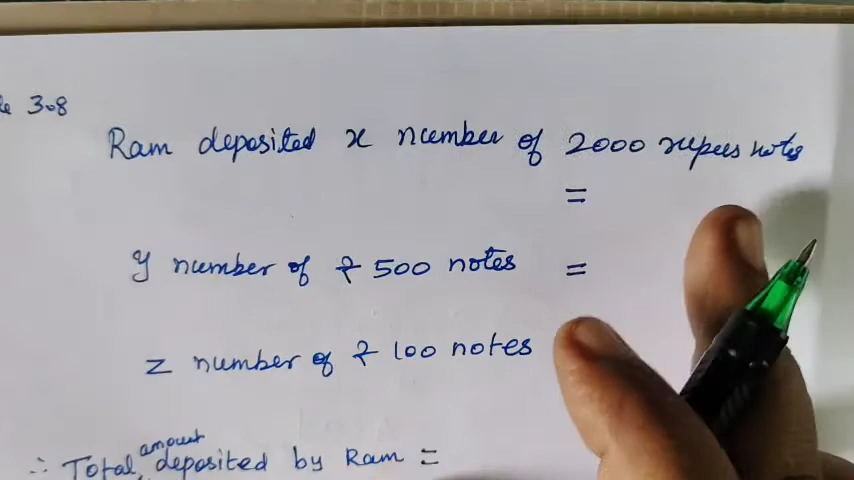 3.8
Ram deposited x number of 2000 rupees notes
=
y number of ₹ 500 notes =
z number of ₹ 100 notes
∴ Total amount deposited by Ram =